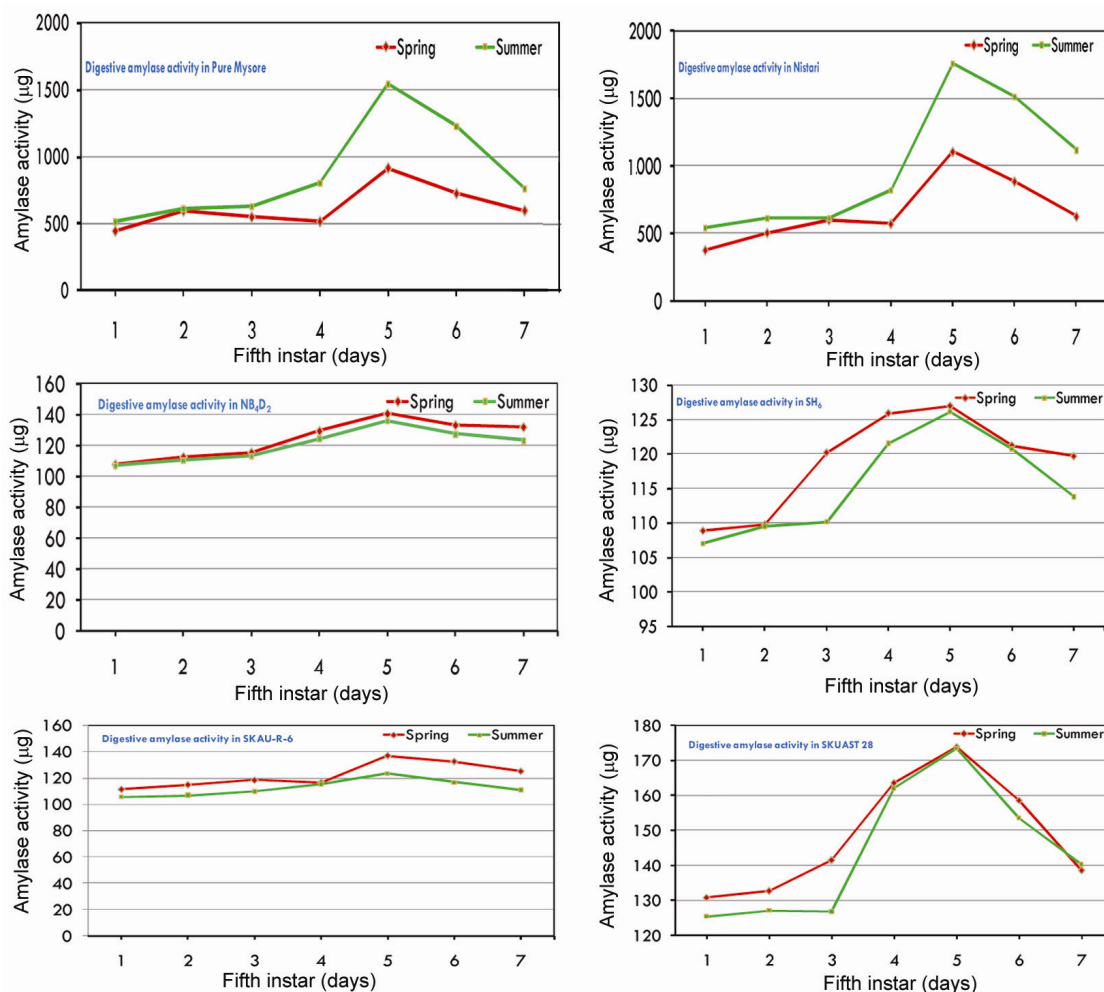 2000
1500
1000
500
0
Amylase activity (µg)
Spring
Summer
Digestive amylase activity in Pure Mysore
1 2 3 4 5 6 7
Fifth instar (days)
2000
1500
1000
500
0
Amylase activity (µg)
Spring
Summer
Digestive amylase activity in Nistari
1 2 3 4 5 6 7
Fifth instar (days)
160
140
120
100
80
60
40
20
0
Amylase activity (µg)
Spring
Summer
Digestive amylase activity in NB₄D₂
1 2 3 4 5 6 7
Fifth instar (days)
130
125
120
115
110
105
100
95
Amylase activity (µg)
Spring
Summer
Digestive amylase activity in SH₆
1 2 3 4 5 6 7
Fifth instar (days)
160
140
120
100
80
60
40
20
0
Amylase activity (µg)
Spring
Summer
Digestive amylase activity in SKAU-R-6
1 2 3 4 5 6 7
Fifth instar (days)
180
170
160
150
140
130
120
Amylase activity (µg)
Spring
Summer
Digestive amylase activity in SKUAST 28
1 2 3 4 5 6 7
Fifth instar (days)